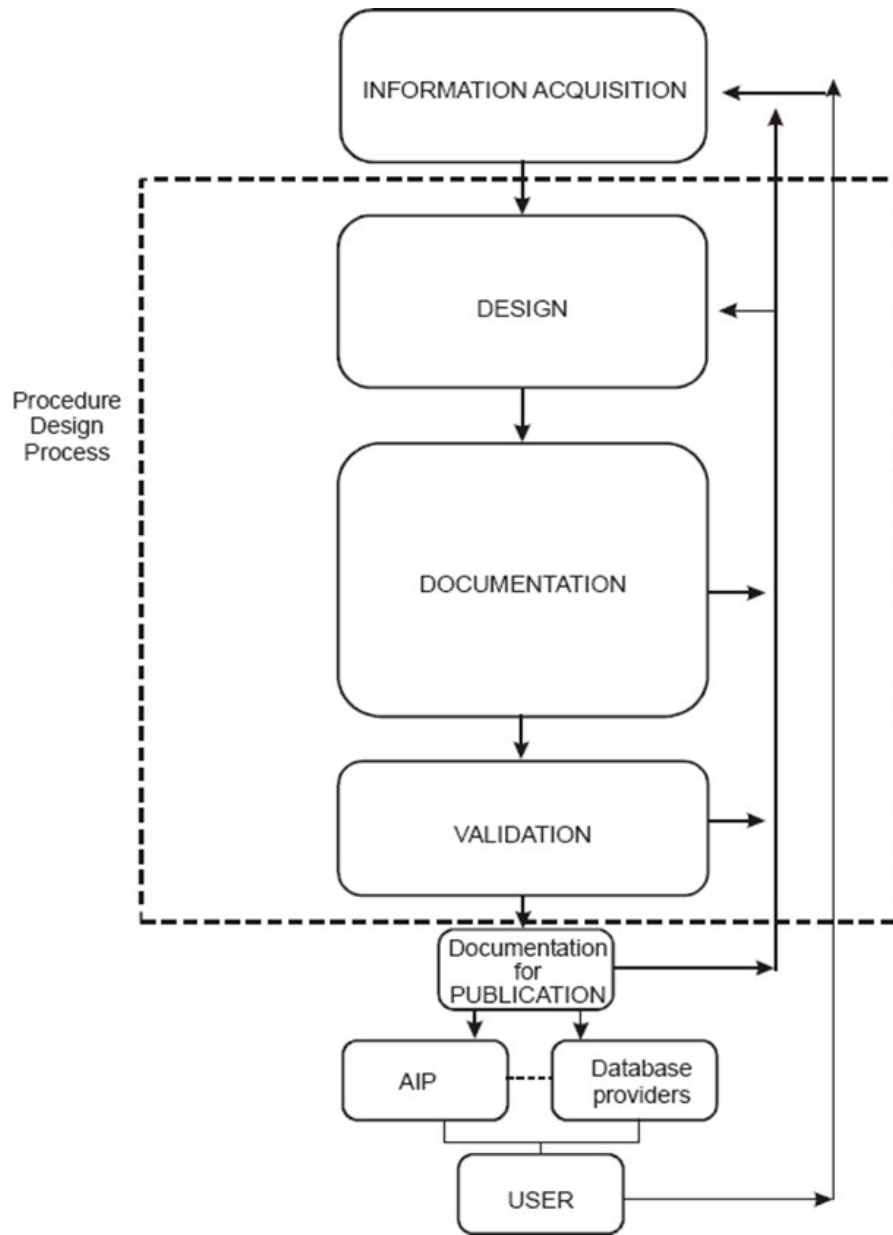 INFORMATION ACQUISITION
DESIGN
Procedure
Design
Process
DOCUMENTATION
VALIDATION
Documentation
for
PUBLICATION
AIP
Database
providers
USER